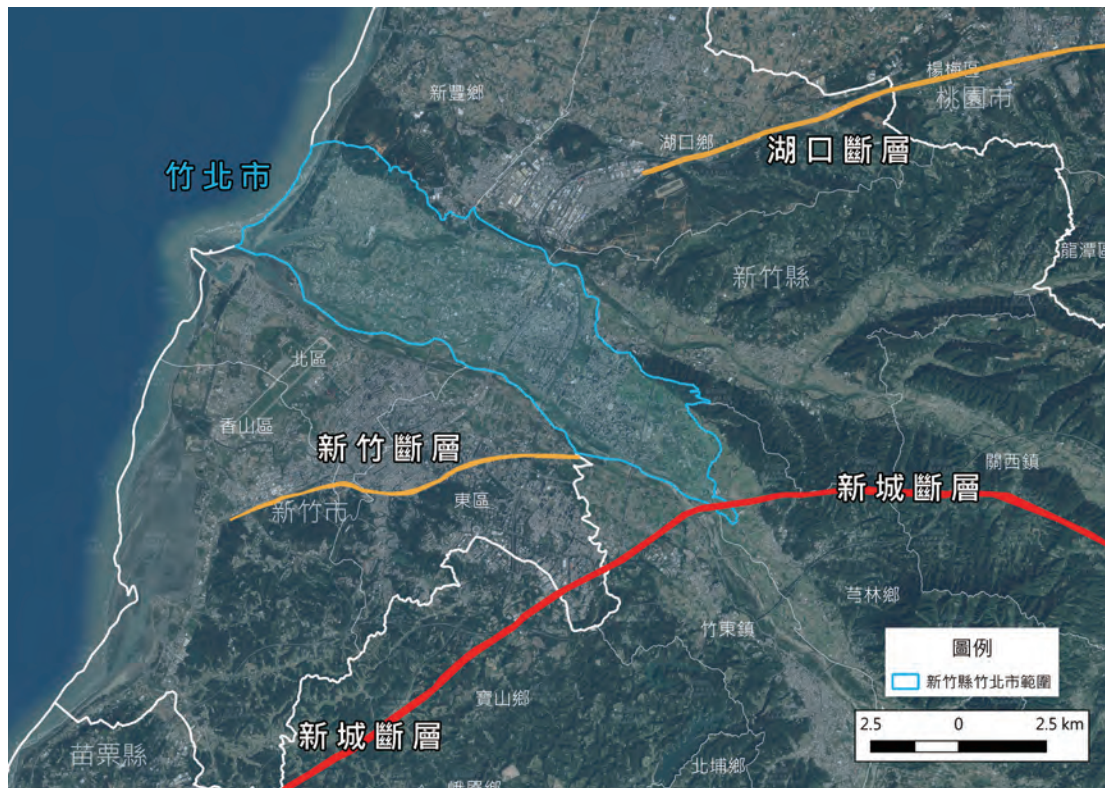 楊梅區
桃園市
新豐鄉
湖口鄉
湖口斷層
竹北市
龍潭區
新竹縣
北區
香山區
新竹斷層
關西鎮
新城斷層
東區
新竹市
芎林鄉
竹東鎮
圖例
新竹縣竹北市範圍
寶山鄉
2.5 0 2.5 km
新城斷層
苗栗縣
北埔鄉
峨眉鄉